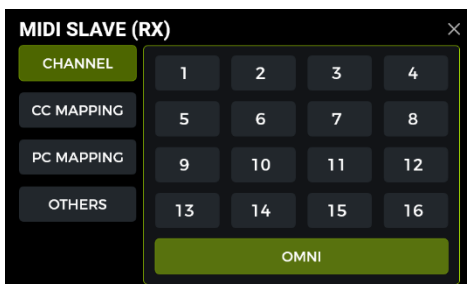 MIDI SLAVE (RX)
CHANNEL
CC MAPPING
PC MAPPING
OTHERS
1 2 3 4
5 6 7 8
9 10 11 12
13 14 15 16
OMNI